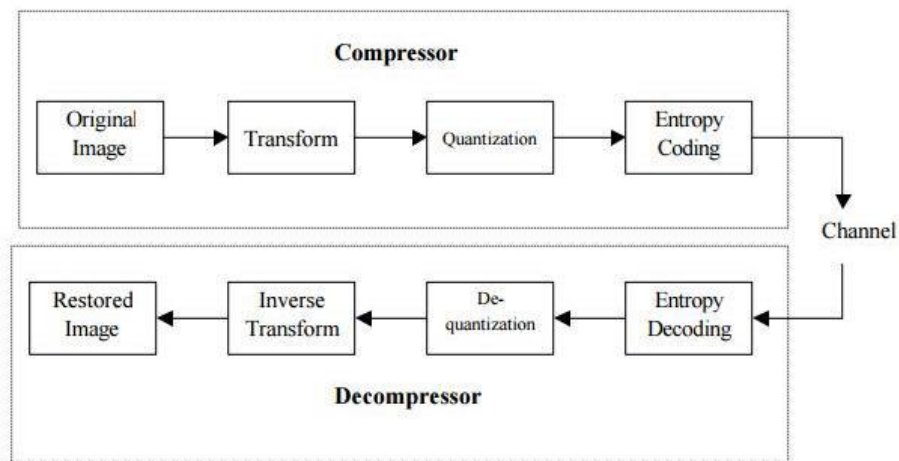 Compressor
Original
Image
Transform
Quantization
Entropy
Coding
Channel
Restored
Image
Inverse
Transform
De-
quantization
Entropy
Decoding
Decompressor